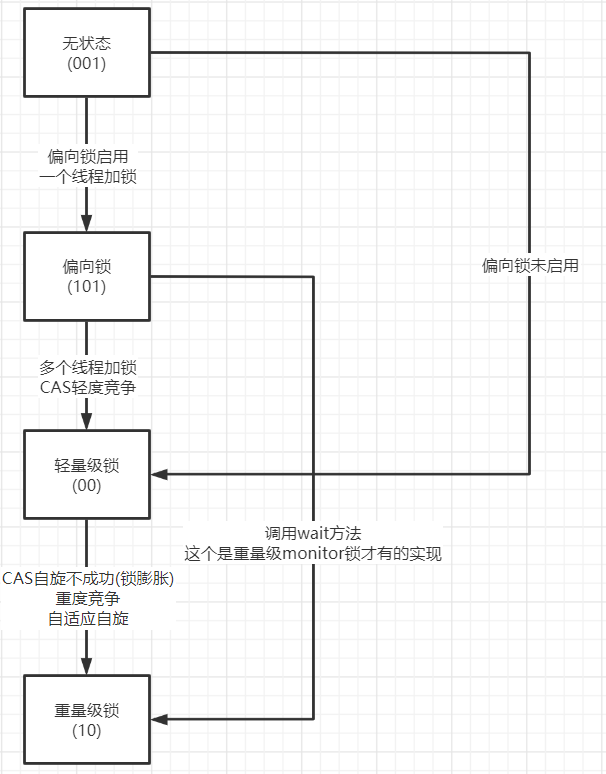 无状态
(001)
偏向锁启用
一个线程加锁
偏向锁
(101)
偏向锁未启用
多个线程加锁
CAS轻度竞争
轻量级锁
(00)
调用wait方法
这个是重量级monitor锁才有的实现
CAS自旋不成功(锁膨胀)
重度竞争
自适应自旋
重量级锁
(10)